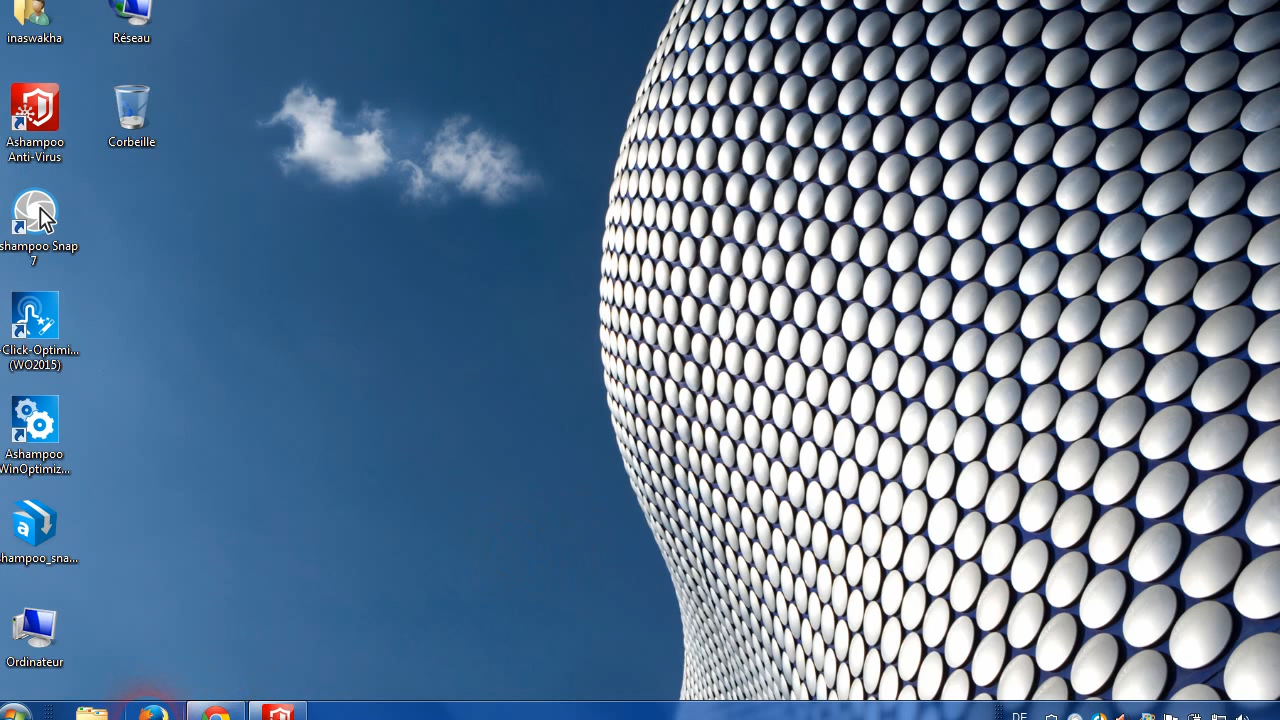 inaswakha
Réseau
Ashampoo
Anti-Virus
Corbeille
shampoo Snap
7
-Click-Optimi...
(WO2015)
Ashampoo
WinOptimiz...
hampoo_sna...
Ordinateur
DE